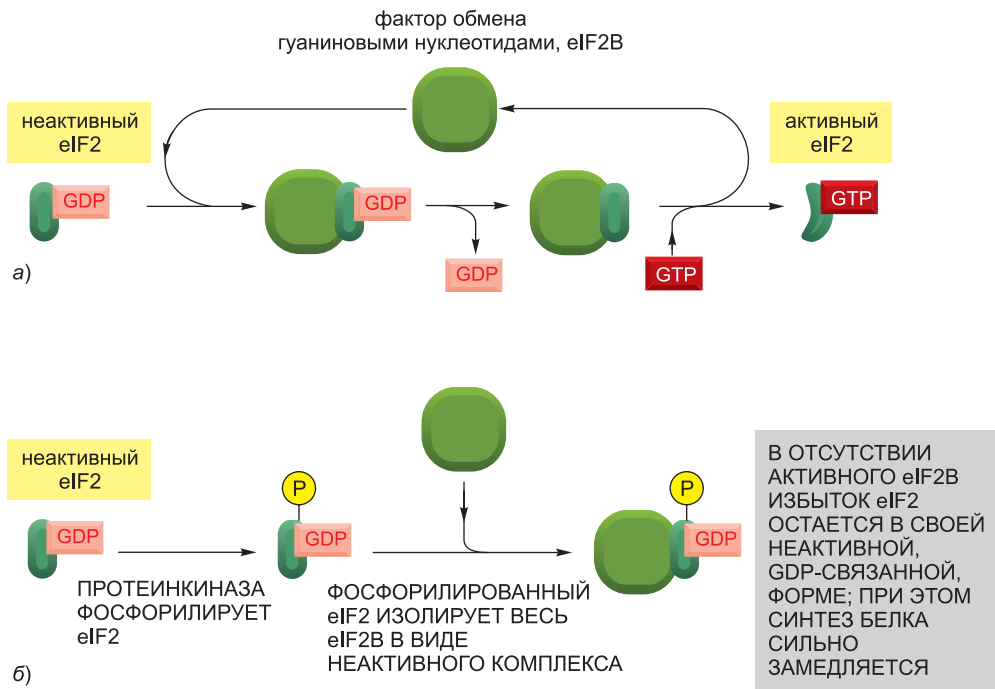 фактор обмена
гуаниновыми нуклеотидами, eIF2B
неактивный
eIF2
активный
eIF2
GDP
GDP
GTP
GDP
GTP
а)
неактивный
eIF2
P
P
GDP
GDP
GDP
ПРОТЕИНКИНАЗА
ФОСФОРИЛИРУЕТ
eIF2
ФОСФОРИЛИРОВАННЫЙ
eIF2 ИЗОЛИРУЕТ ВЕСЬ
eIF2B В ВИДЕ
НЕАКТИВНОГО КОМПЛЕКСА
В ОТСУТСТВИИ
АКТИВНОГО eIF2B
ИЗБЫТОК eIF2
ОСТАЕТСЯ В СВОЕЙ
НЕАКТИВНОЙ,
GDP-СВЯЗАННОЙ,
ФОРМЕ; ПРИ ЭТОМ
СИНТЕЗ БЕЛКА
СИЛЬНО
ЗАМЕДЛЯЕТСЯ
б)